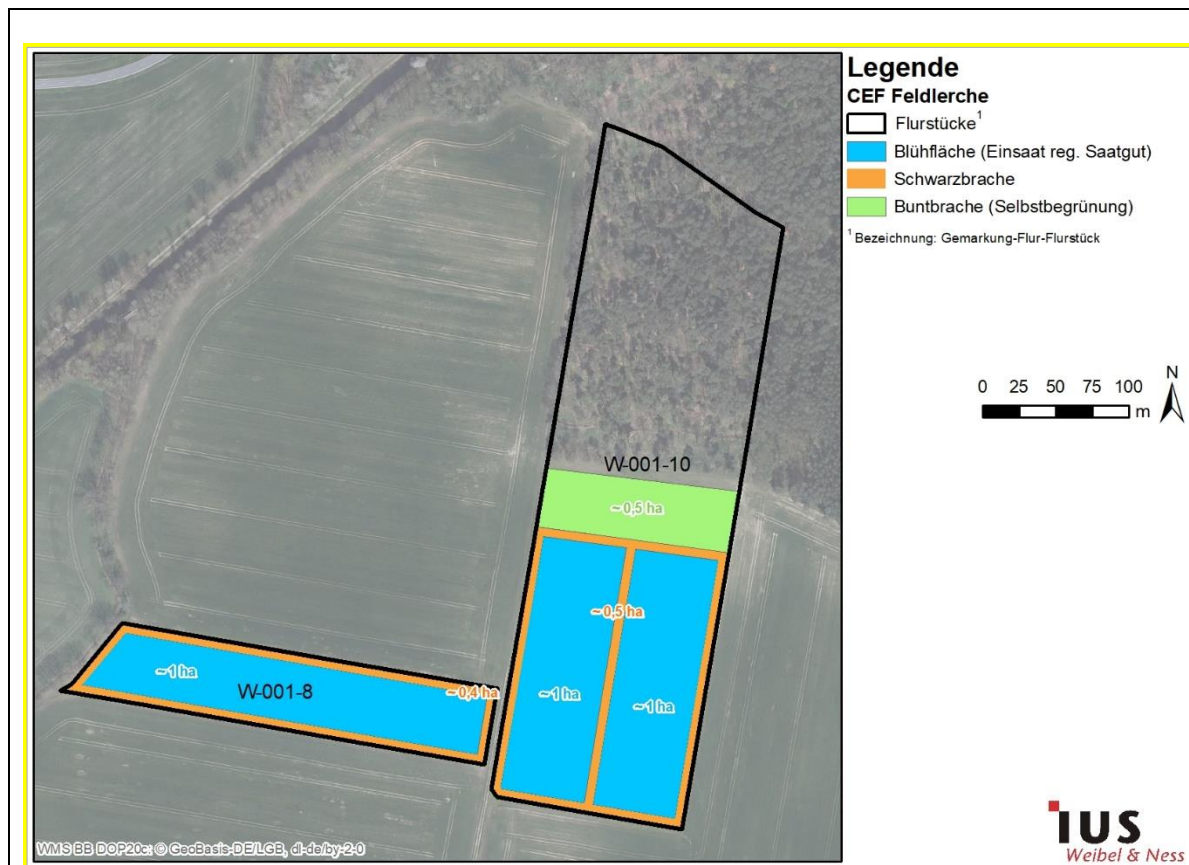 Legende
CEF Feldlerche
Flurstücke¹
Blühfläche (Einsaat reg. Saatgut)
Schwarzbrache
Buntbrache (Selbstbegrünung)
¹ Bezeichnung: Gemarkung-Flur-Flurstück
0 25 50 75 100
m
N
W-001-10
~0,5 ha
~0,5 ha
~1 ha
W-001-8
~0,4 ha
~1 ha
~1 ha
WMS BB DOP20c: © GeoBasis-DE/LGB, dl-de/by-2-0
IUS
Weibel & Ness